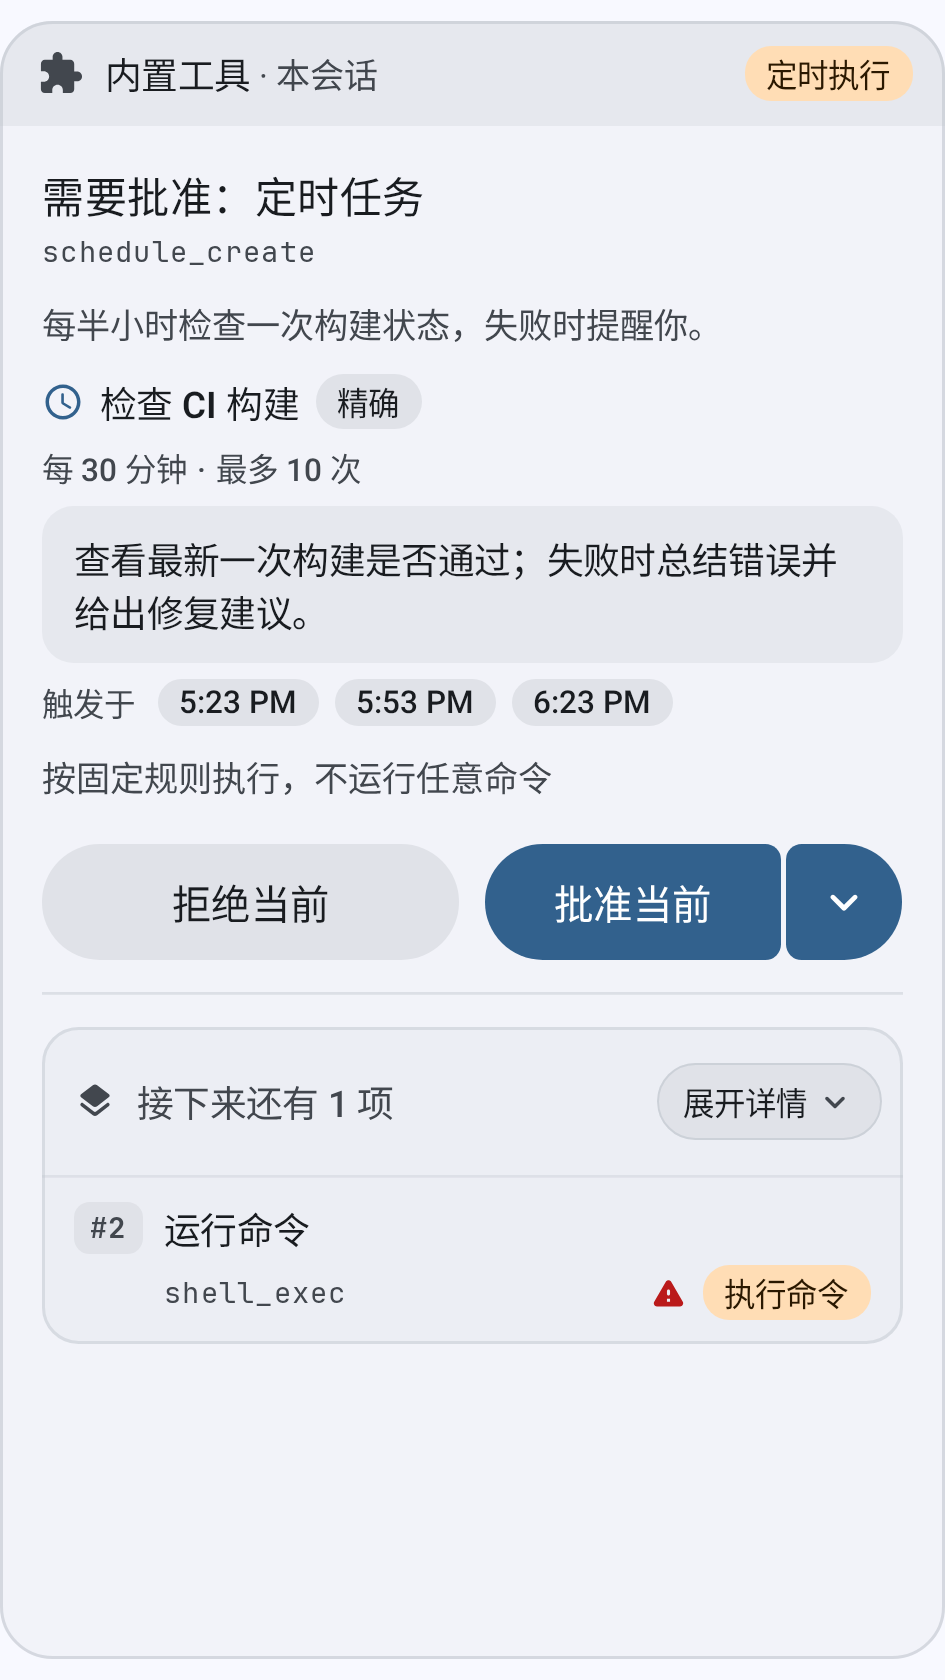 内置工具 · 本会话
定时执行
需要批准：定时任务
schedule_create
每半小时检查一次构建状态，失败时提醒你。
检查 CI 构建
精确
每 30 分钟 · 最多 10 次
查看最新一次构建是否通过；失败时总结错误并
给出修复建议。
触发于 5:23 PM 5:53 PM 6:23 PM
按固定规则执行，不运行任意命令
拒绝当前
批准当前
接下来还有 1 项
展开详情
#2 运行命令
shell_exec
执行命令